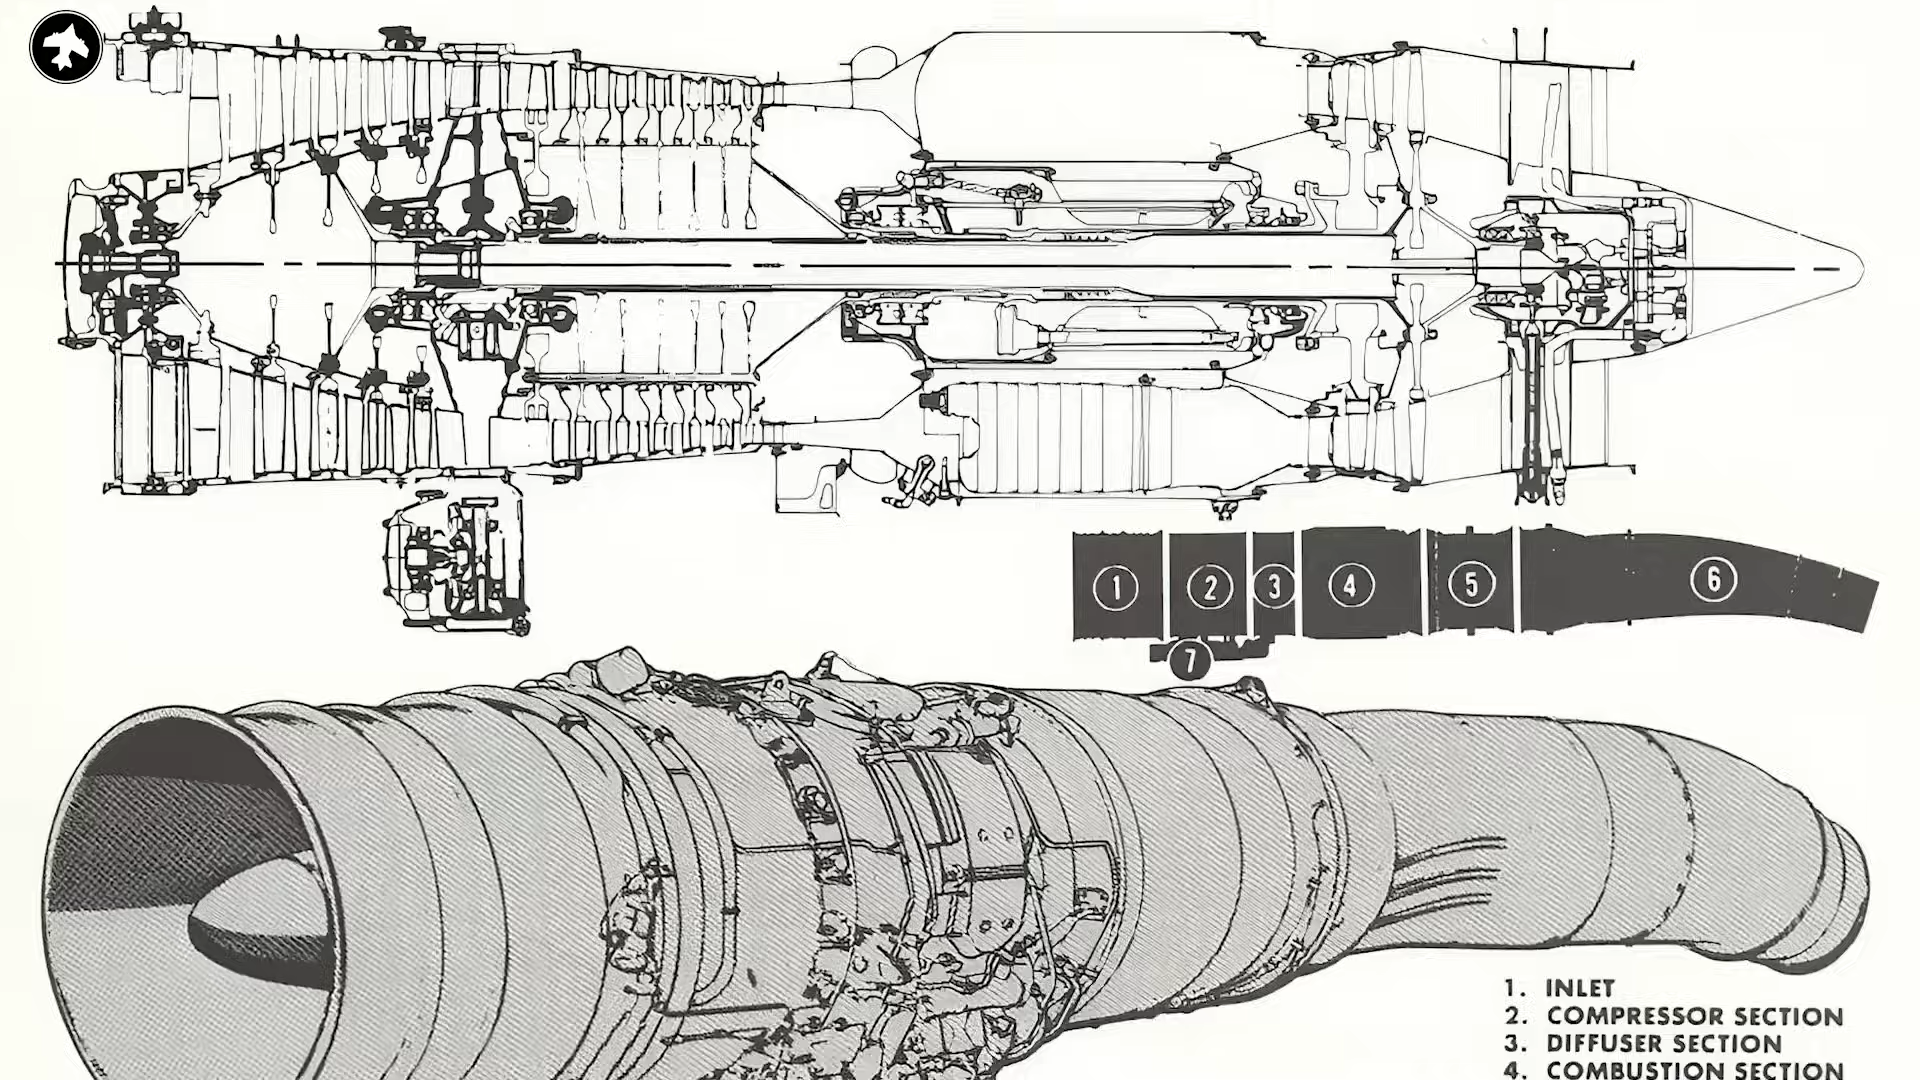 1 2 3 4 5 6
7
1. INLET
2. COMPRESSOR SECTION
3. DIFFUSER SECTION
4. COMBUSTION SECTION